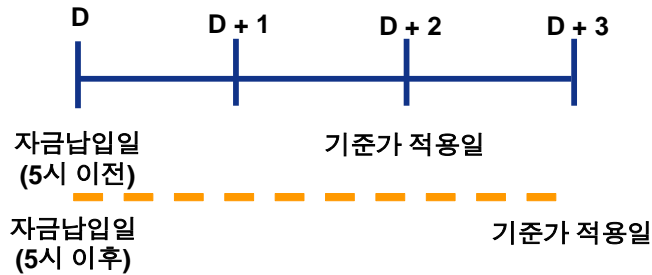 D
D + 1
D + 2
D + 3
자금납입일
(5시 이전)
기준가 적용일
자금납입일
(5시 이후)
기준가 적용일